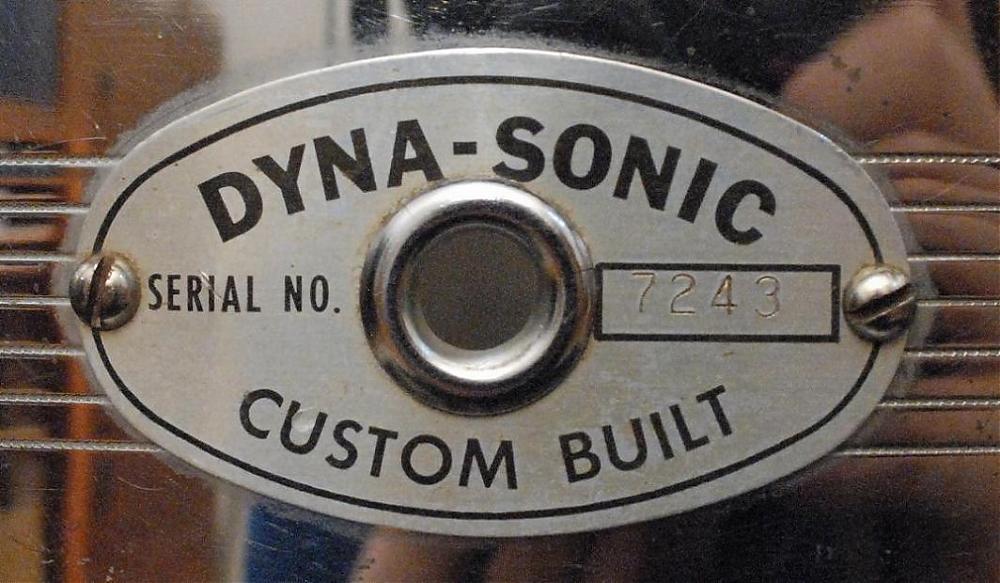 DYNA-SONIC
SERIAL NO. 7243
CUSTOM BUILT